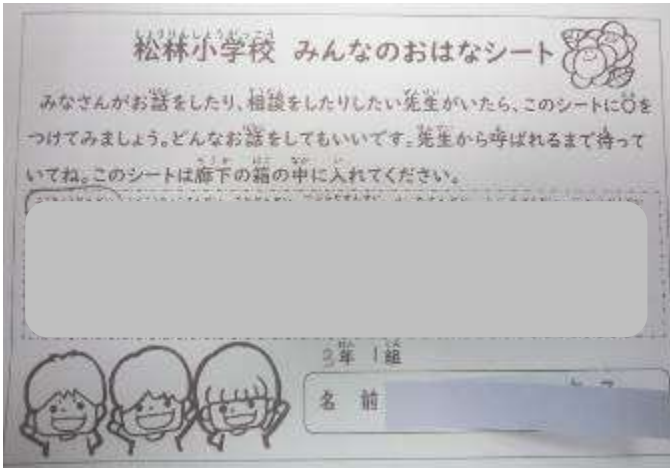 松林小学校 みんなのおはなシート
みなさんがお話をしたり、相談をしたりしたい先生がいたら、このシートに○を
つけてみましょう。どんなお話をしてもいいです。先生から呼ばれるまで待って
いてね。このシートは廊下の箱の中に入れてください。
3年 1組
名 前